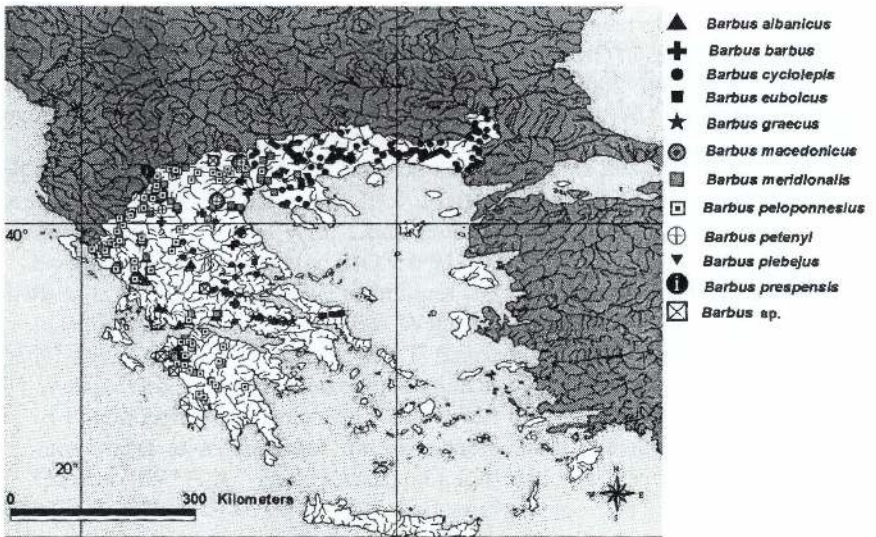 Barbus albanicus
Barbus barbus
Barbus cyclolepis
Barbus euboicus
Barbus graecus
Barbus macedonicus
Barbus meridionalis
Barbus peloponnesius
Barbus petenyi
Barbus plebejus
Barbus prespensis
Barbus sp.
40°
20°
25°
0 300 Kilometers
N
W E
S